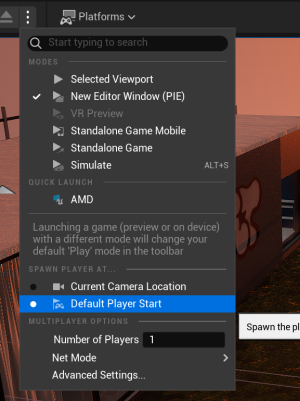 Platforms
Start typing to search
MODES
Selected Viewport
New Editor Window (PIE)
VR Preview
Standalone Game Mobile
Standalone Game
Simulate ALT+S
QUICK LAUNCH
AMD
Launching a game (preview or on device)
with a different mode will change your
default 'Play' mode in the toolbar
SPAWN PLAYER AT...
Current Camera Location
Default Player Start
Spawn the pl
MULTIPLAYER OPTIONS
Number of Players 1
Net Mode
Advanced Settings...